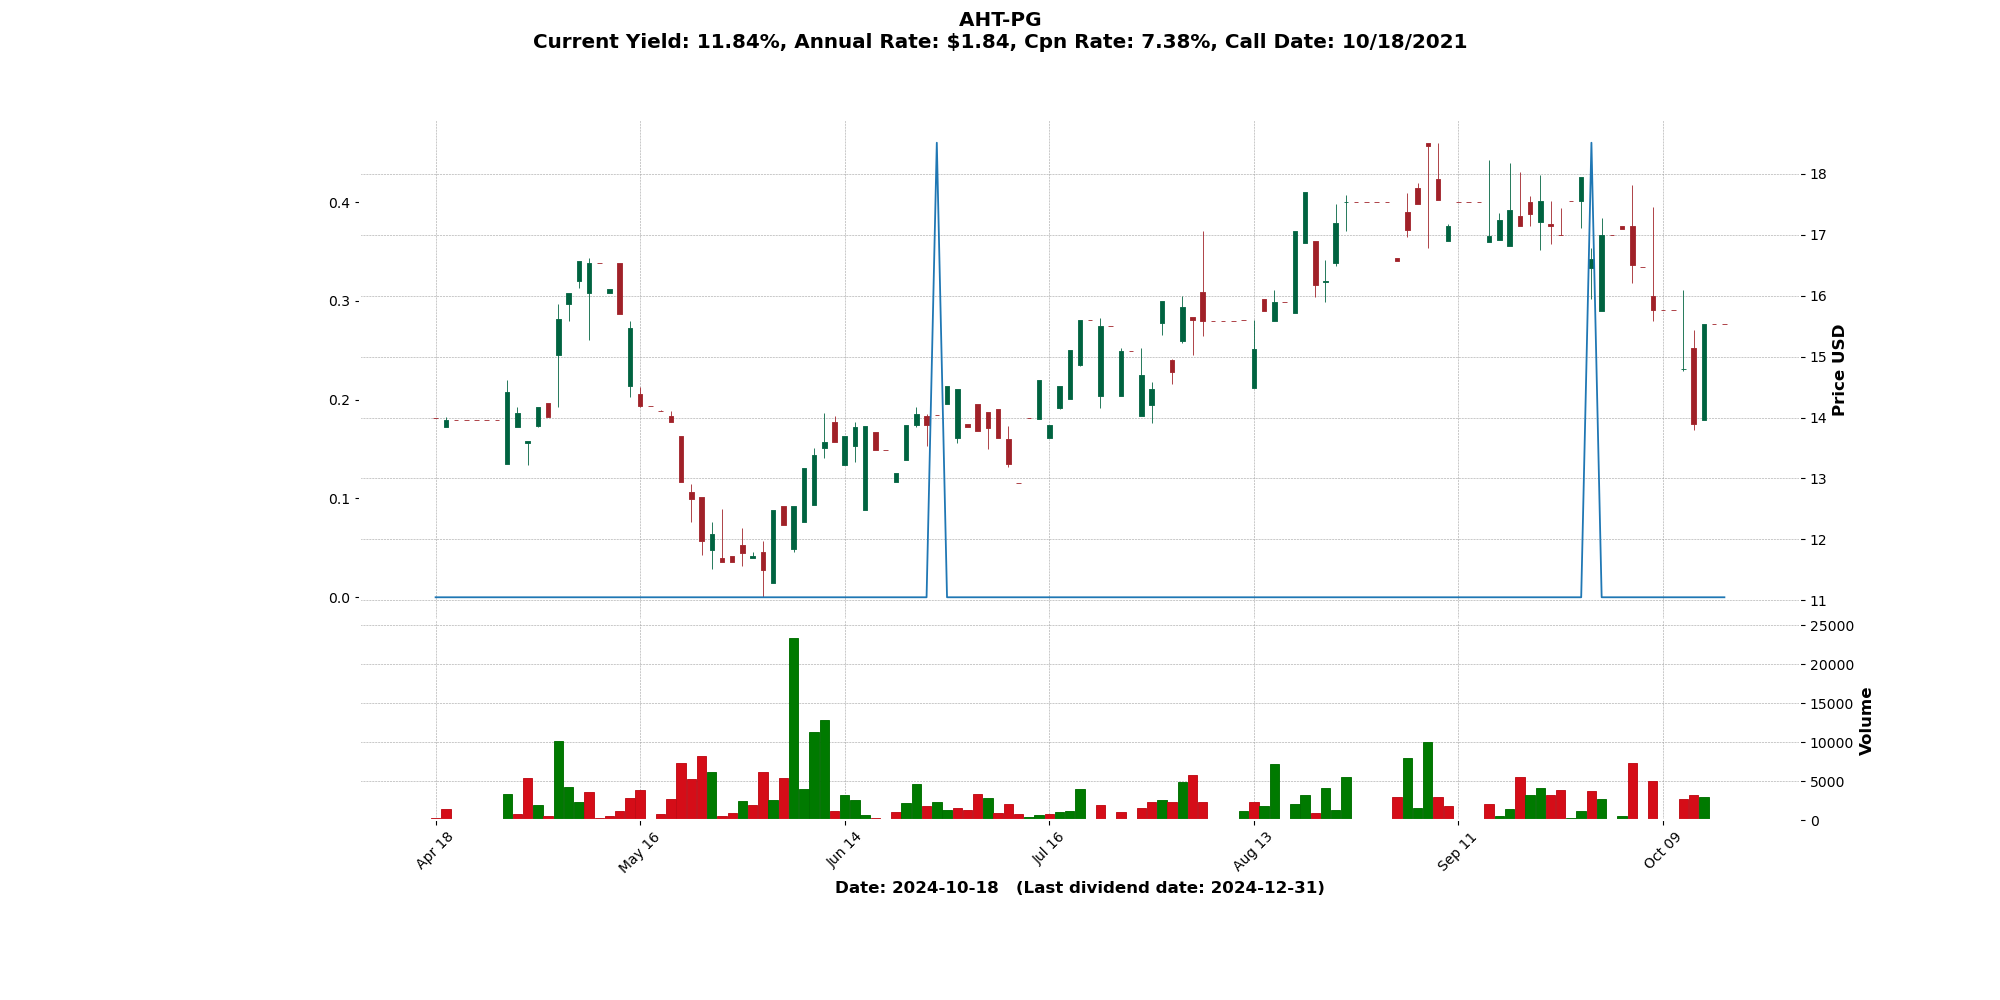 AHT-PG
Current Yield: 11.84%, Annual Rate: $1.84, Cpn Rate: 7.38%, Call Date: 10/18/2021
0.4
0.3
0.2
0.1
0.0
18
17
16
15
14
13
12
11
Price USD
25000
20000
15000
10000
5000
0
Volume
Apr 18
May 16
Jun 14
Jul 16
Aug 13
Sep 11
Oct 09
Date: 2024-10-18 (Last dividend date: 2024-12-31)